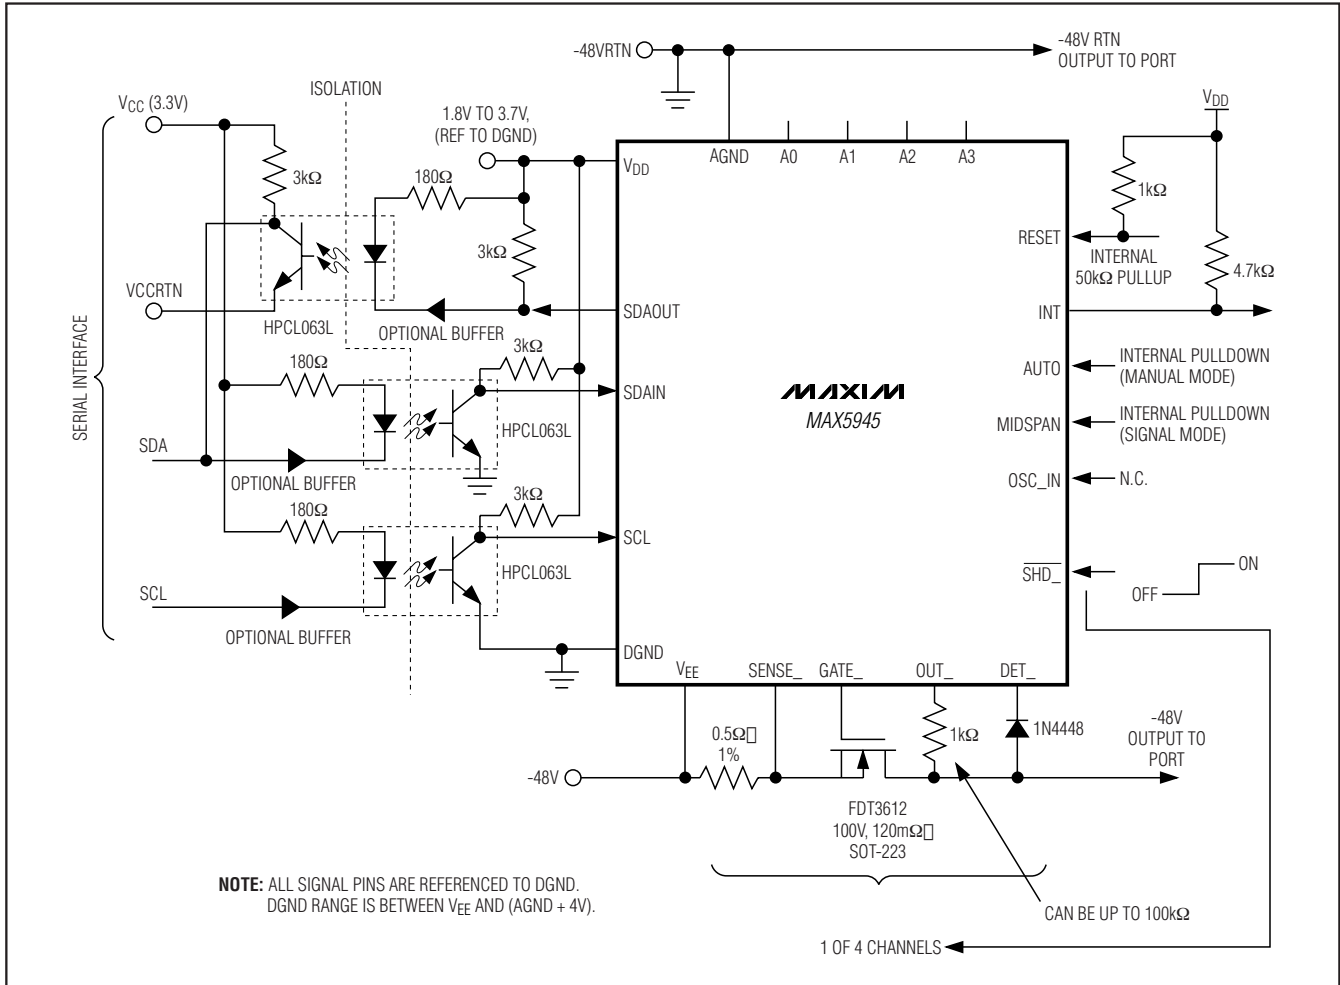 -48VRTN
-48V RTN
OUTPUT TO PORT
ISOLATION
VCC (3.3V)
1.8V TO 3.7V,
(REF TO DGND)
VDD
3kΩ
180Ω
VDD
AGND
A0
A1
A2
A3
1kΩ
3kΩ
RESET
INTERNAL
50kΩ PULLUP
4.7kΩ
VCCRTN
HPCL063L
OPTIONAL BUFFER
SDAOUT
INT
SERIAL INTERFACE
180Ω
3kΩ
SDAIN
HPCL063L
SDA
OPTIONAL BUFFER
MAXIM
MAX5945
AUTO
INTERNAL PULLDOWN
(MANUAL MODE)
MIDSPAN
INTERNAL PULLDOWN
(SIGNAL MODE)
OSC_IN
N.C.
180Ω
3kΩ
SCL
HPCL063L
SCL
OPTIONAL BUFFER
SHD_
OFF
ON
DGND
VEE
SENSE_
GATE_
OUT_
DET_
0.5Ω
1%
1kΩ
1N4448
-48V
OUTPUT TO
PORT
-48V
FDT3612
100V, 120mΩ
SOT-223
NOTE: ALL SIGNAL PINS ARE REFERENCED TO DGND.
DGND RANGE IS BETWEEN VEE AND (AGND + 4V).
CAN BE UP TO 100kΩ
1 OF 4 CHANNELS